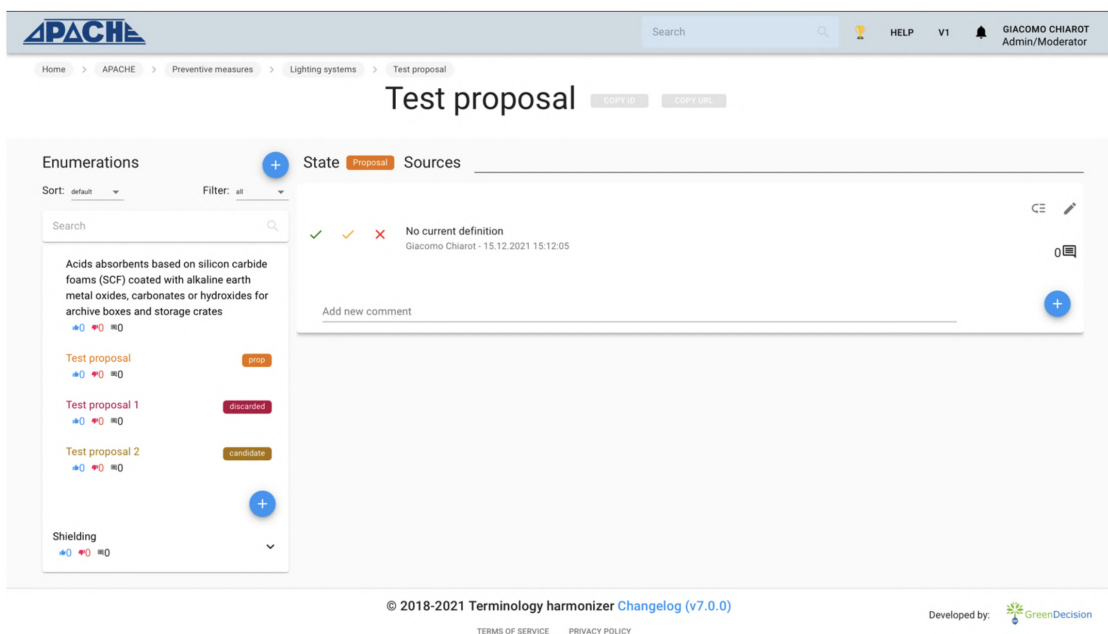 APACHE
Search
HELP
V1
GIACOMO CHIAROT
Admin/Moderator
Home > APACHE > Preventive measures > Lighting systems > Test proposal
Test proposal
COPY ID
COPY URL
Enumerations
Sort: default
Filter: all
Search
Acids absorbents based on silicon carbide
foams (SCF) coated with alkaline earth
metal oxides, carbonates or hydroxides for
archive boxes and storage crates
0 0 0
Test proposal prop
0 0 0
Test proposal 1 discarded
0 0 0
Test proposal 2 candidate
0 0 0
+
Shielding
0 0 0
+
State Proposal Sources
No current definition
Giacomo Chiarot - 15.12.2021 15:12:05
0
Add new comment
+
© 2018-2021 Terminology harmonizer Changelog (v7.0.0)
TERMS OF SERVICE PRIVACY POLICY
Developed by: GreenDecision